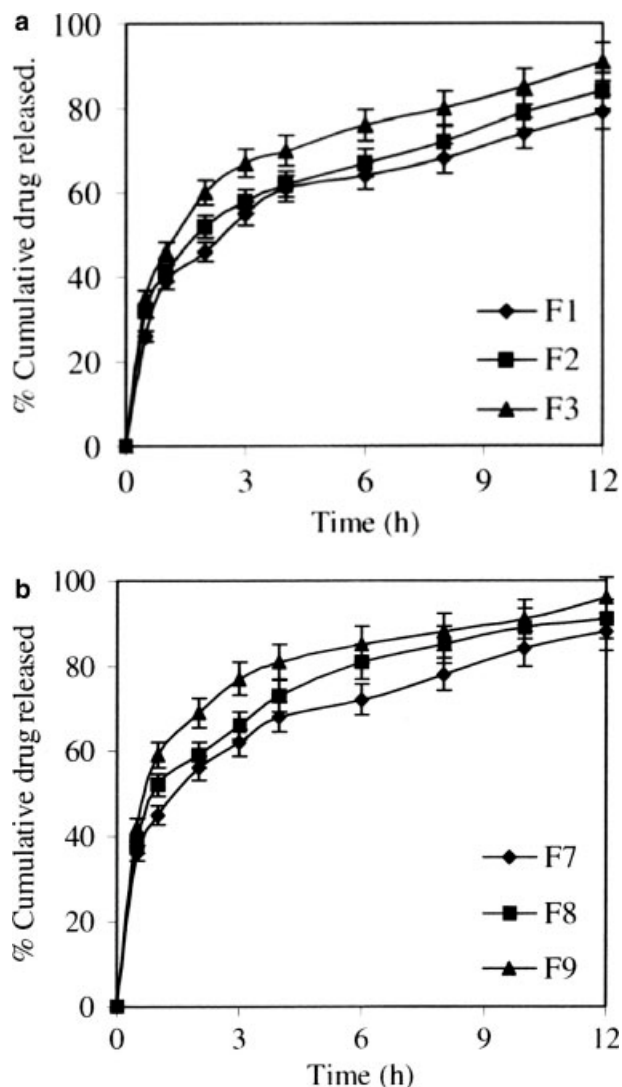 a
100
80
60
40
20
0
% Cumulative drug released.
0 3 6 9 12
Time (h)
F1
F2
F3
b
100
80
60
40
20
0
% Cumulative drug released
0 3 6 9 12
Time (h)
F7
F8
F9